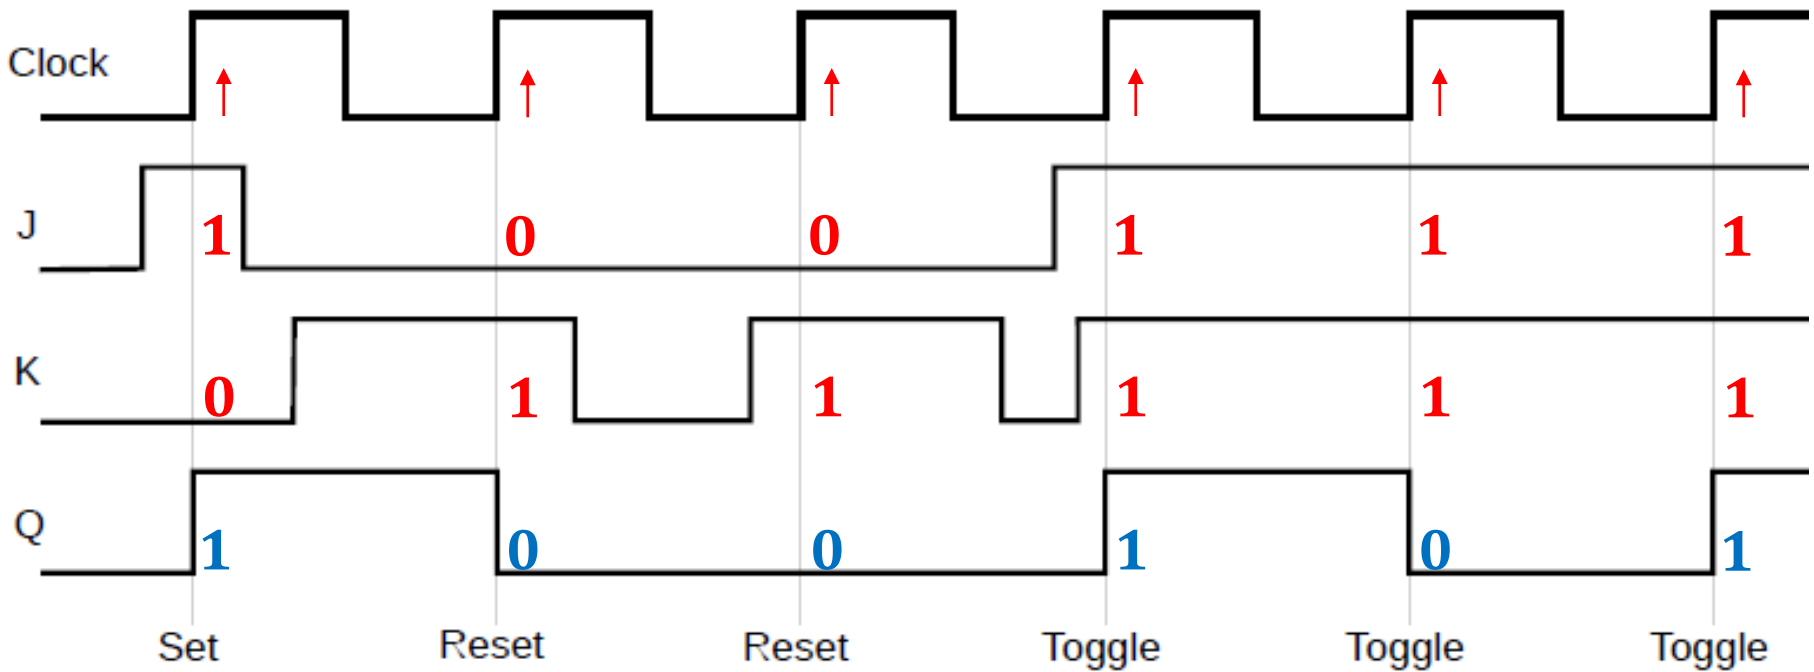 Clock
J 1 0 0 1 1 1
K 0 1 1 1 1 1
Q 1 0 0 1 0 1
Set Reset Reset Toggle Toggle Toggle